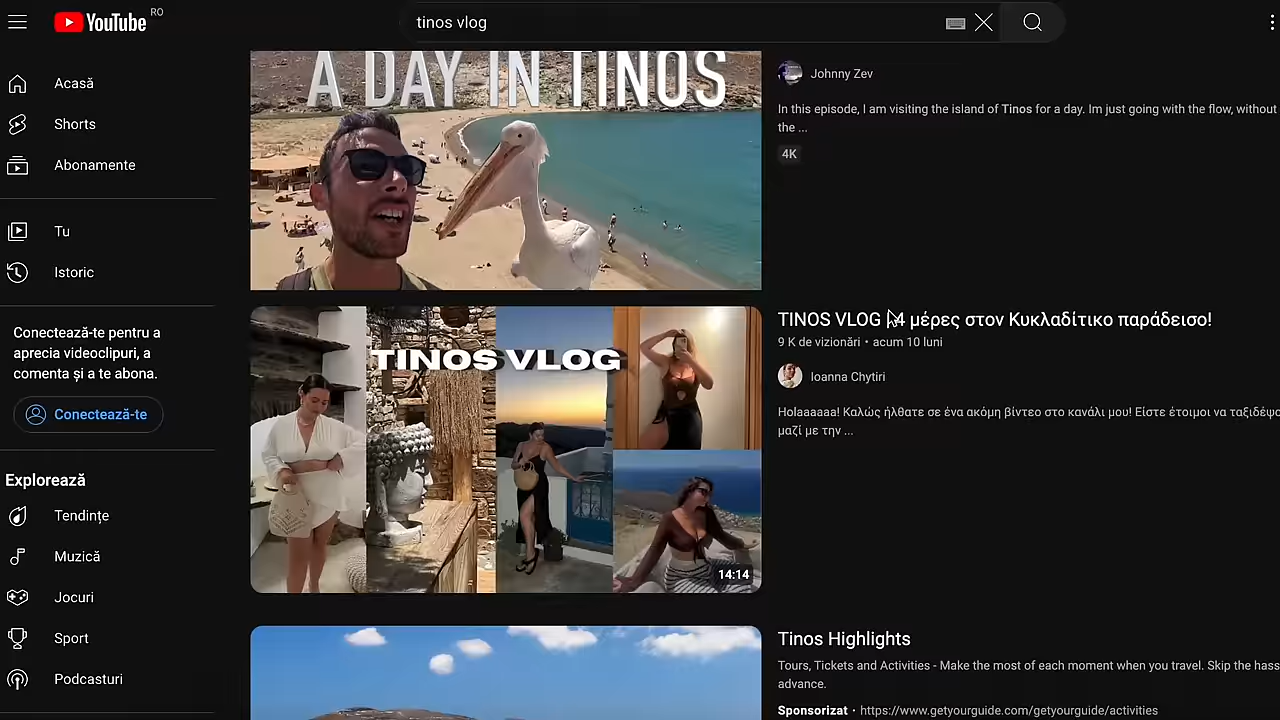 YouTube
RO
tinos vlog
Acasă
Shorts
Abonamente
Tu
Istoric
Conectează-te pentru a
aprecia videoclipuri, a
comenta și a te abona.
Conectează-te
Explorează
Tendințe
Muzică
Jocuri
Sport
Podcasturi
A DAY IN TINOS
Johnny Zev
In this episode, I am visiting the island of Tinos for a day. Im just going with the flow, without
the ...
4K
TINOS VLOG
14:14
TINOS VLOG 4 μέρες στον Κυκλαδίτικο παράδεισο!
9 K de vizionări • acum 10 luni
Ioanna Chytiri
Holaaaaaa! Καλώς ήλθατε σε ένα ακόμη βίντεο στο κανάλι μου! Είστε έτοιμοι να
μαζί με την ...
Tinos Highlights
Tours, Tickets and Activities - Make the most of each moment when you travel. Skip the
advance.
Sponsorizat · https://www.getyourguide.com/getyourguide/activities